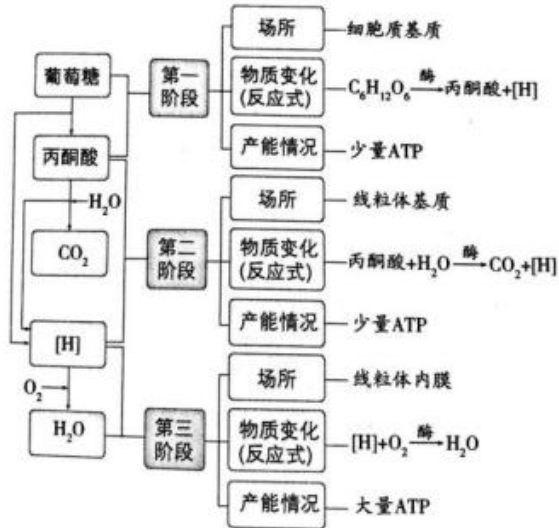 葡萄糖
丙酮酸
H₂O
CO₂
[H]
O₂
H₂O
第一
阶段
场所
细胞质基质
物质变化
(反应式)
C₆H₁₂O₆ 酶→ 丙酮酸+[H]
产能情况
少量ATP
第二
阶段
场所
线粒体基质
物质变化
(反应式)
丙酮酸+H₂O 酶→ CO₂+[H]
产能情况
少量ATP
第三
阶段
场所
线粒体内膜
物质变化
(反应式)
[H]+O₂ 酶→ H₂O
产能情况
大量ATP